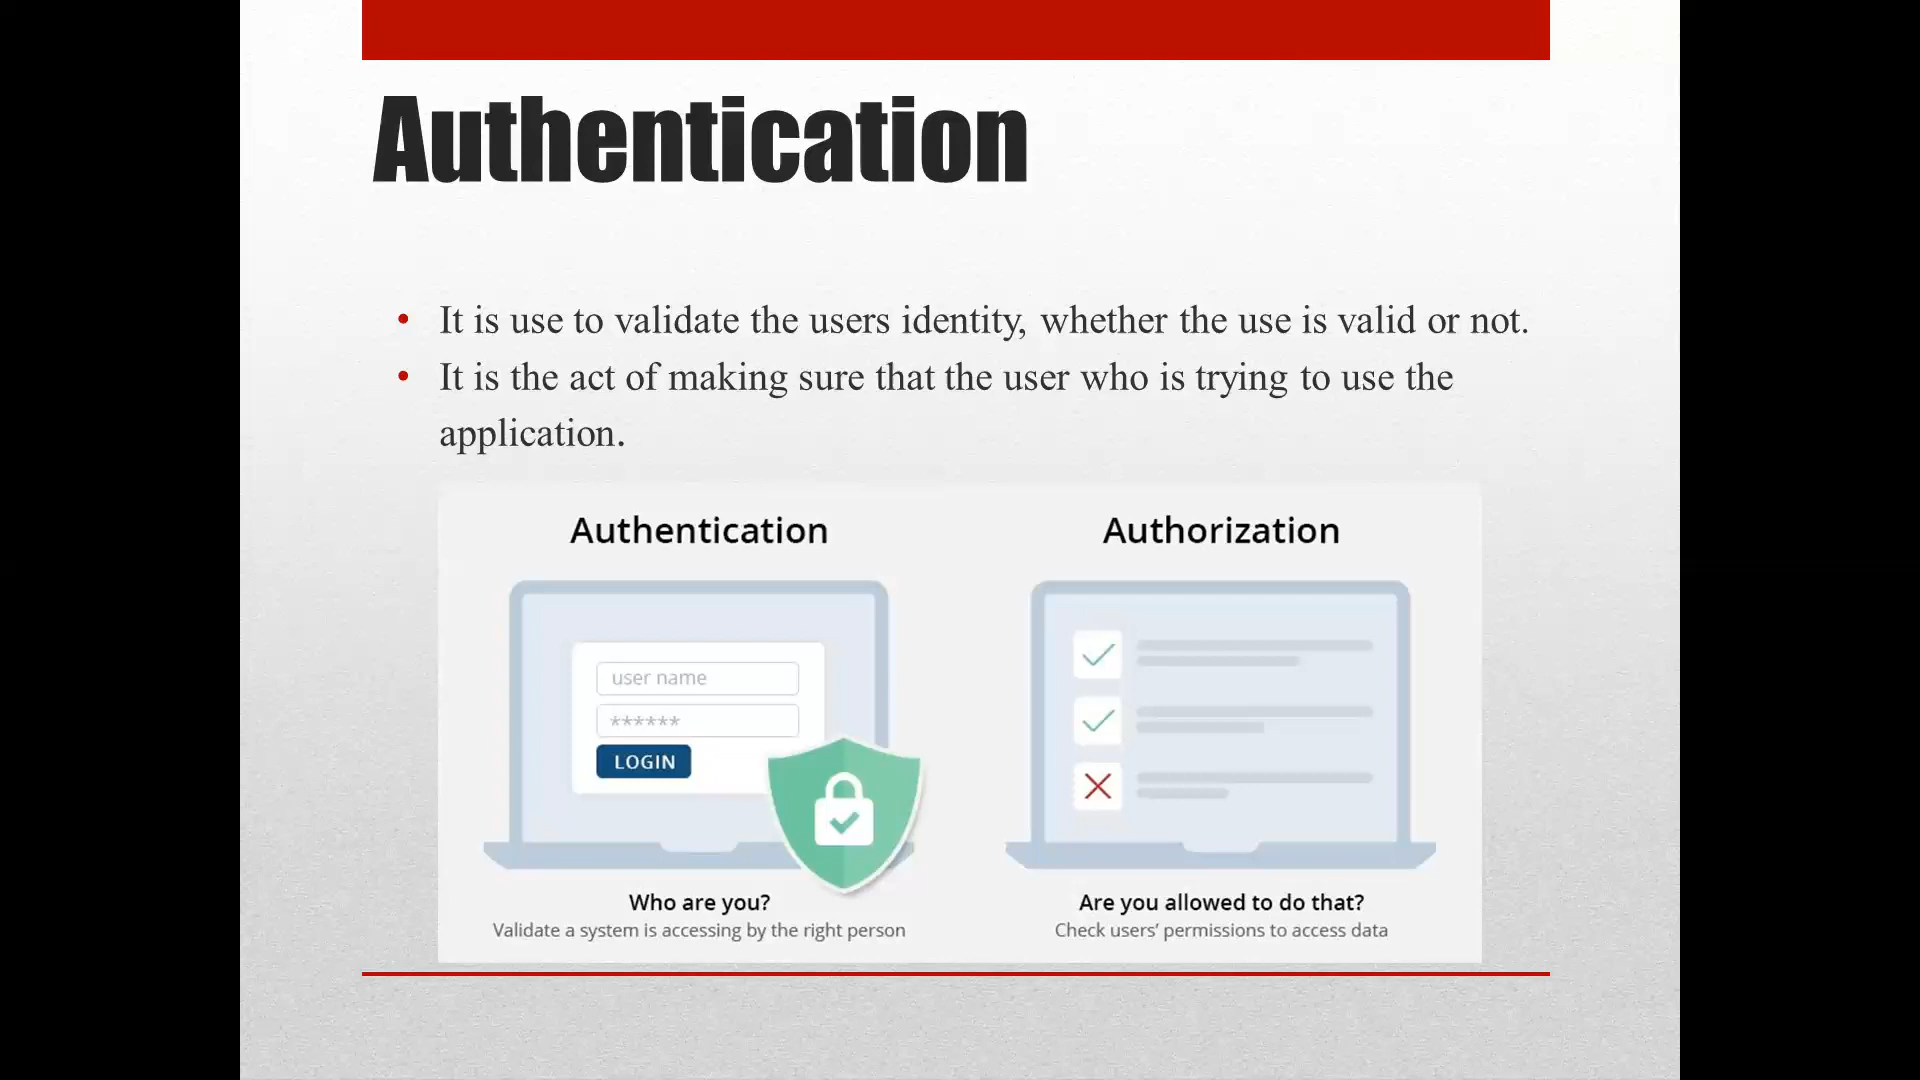 Authentication
• It is use to validate the users identity, whether the use is valid or not.
• It is the act of making sure that the user who is trying to use the
application.
Authentication
user name
******
LOGIN
Who are you?
Validate a system is accessing by the right person
Authorization
Are you allowed to do that?
Check users’ permissions to access data